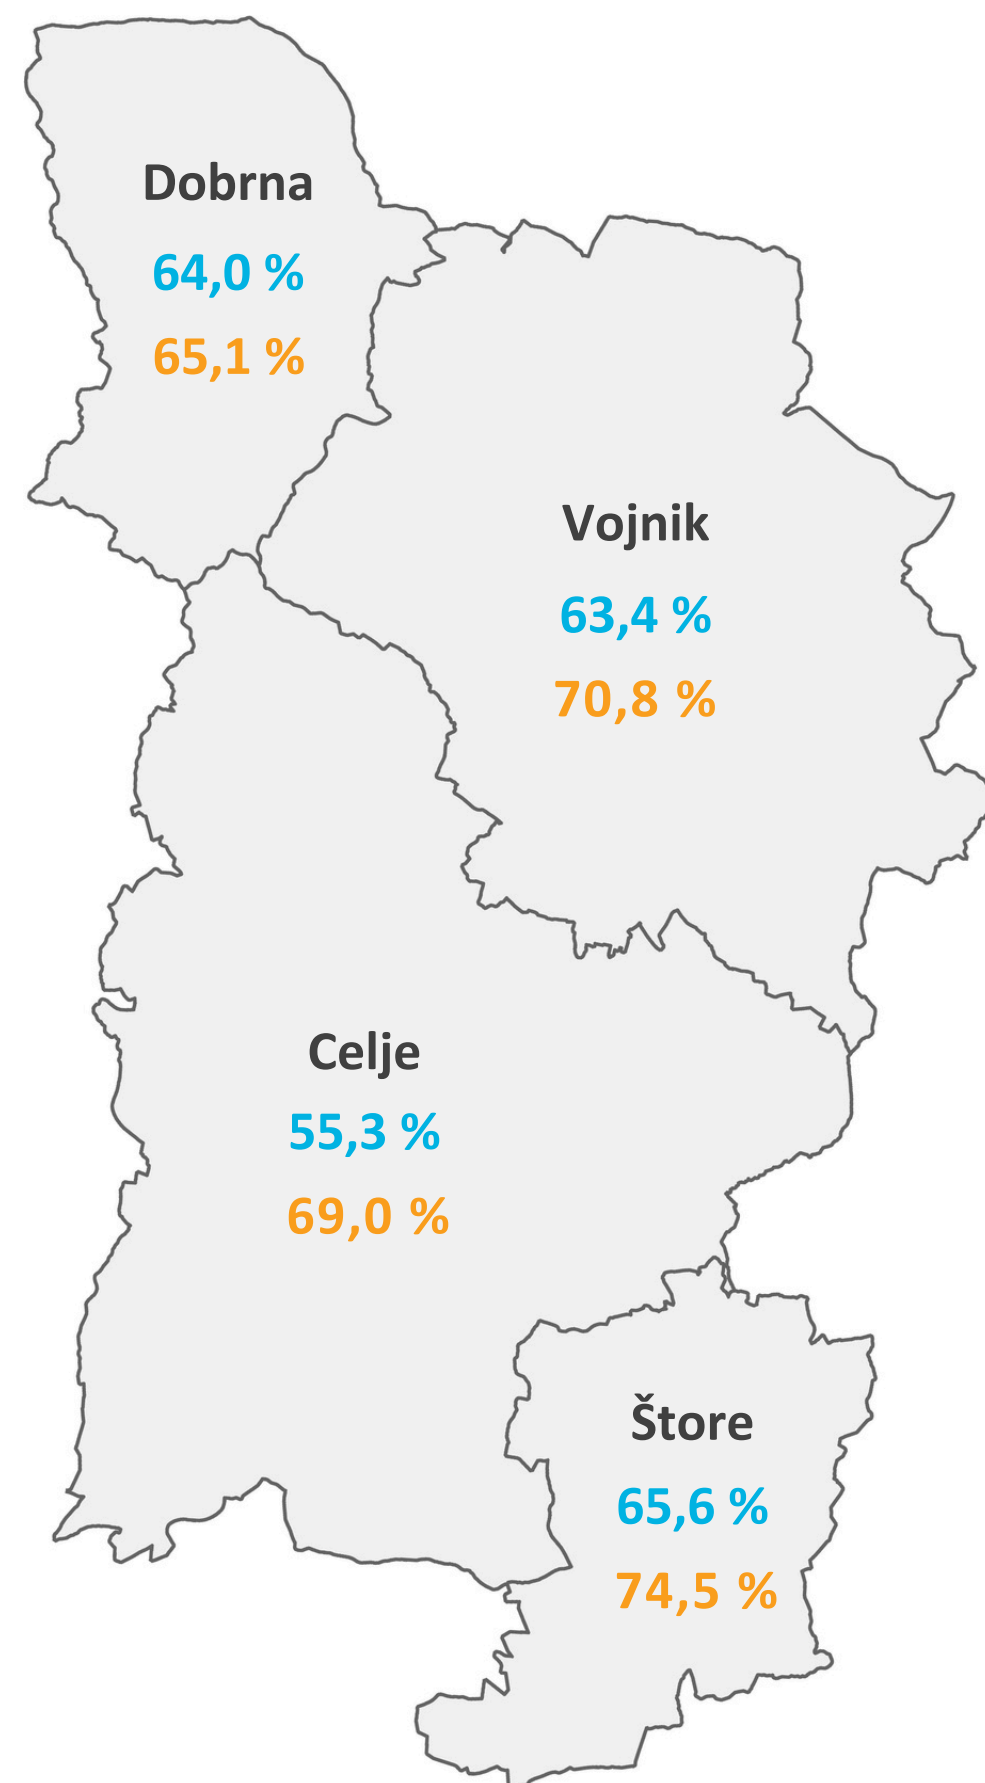 Dobrna
64,0 %
65,1 %
Vojnik
63,4 %
70,8 %
Celje
55,3 %
69,0 %
Štore
65,6 %
74,5 %